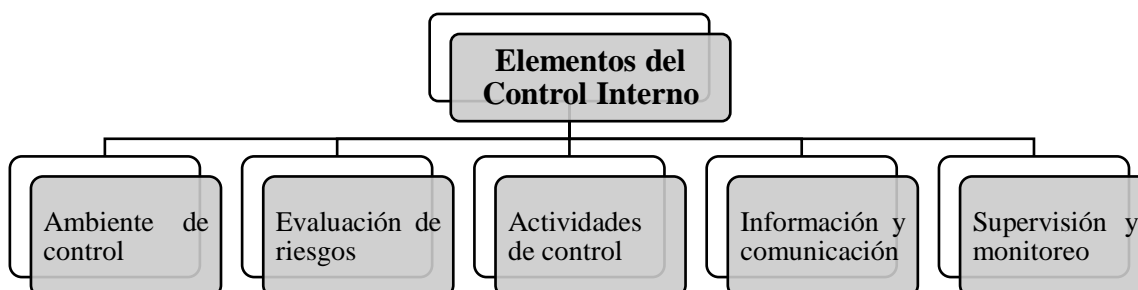 Elementos del
Control Interno
Ambiente de
control
Evaluación de
riesgos
Actividades
de control
Información y
comunicación
Supervisión y
monitoreo